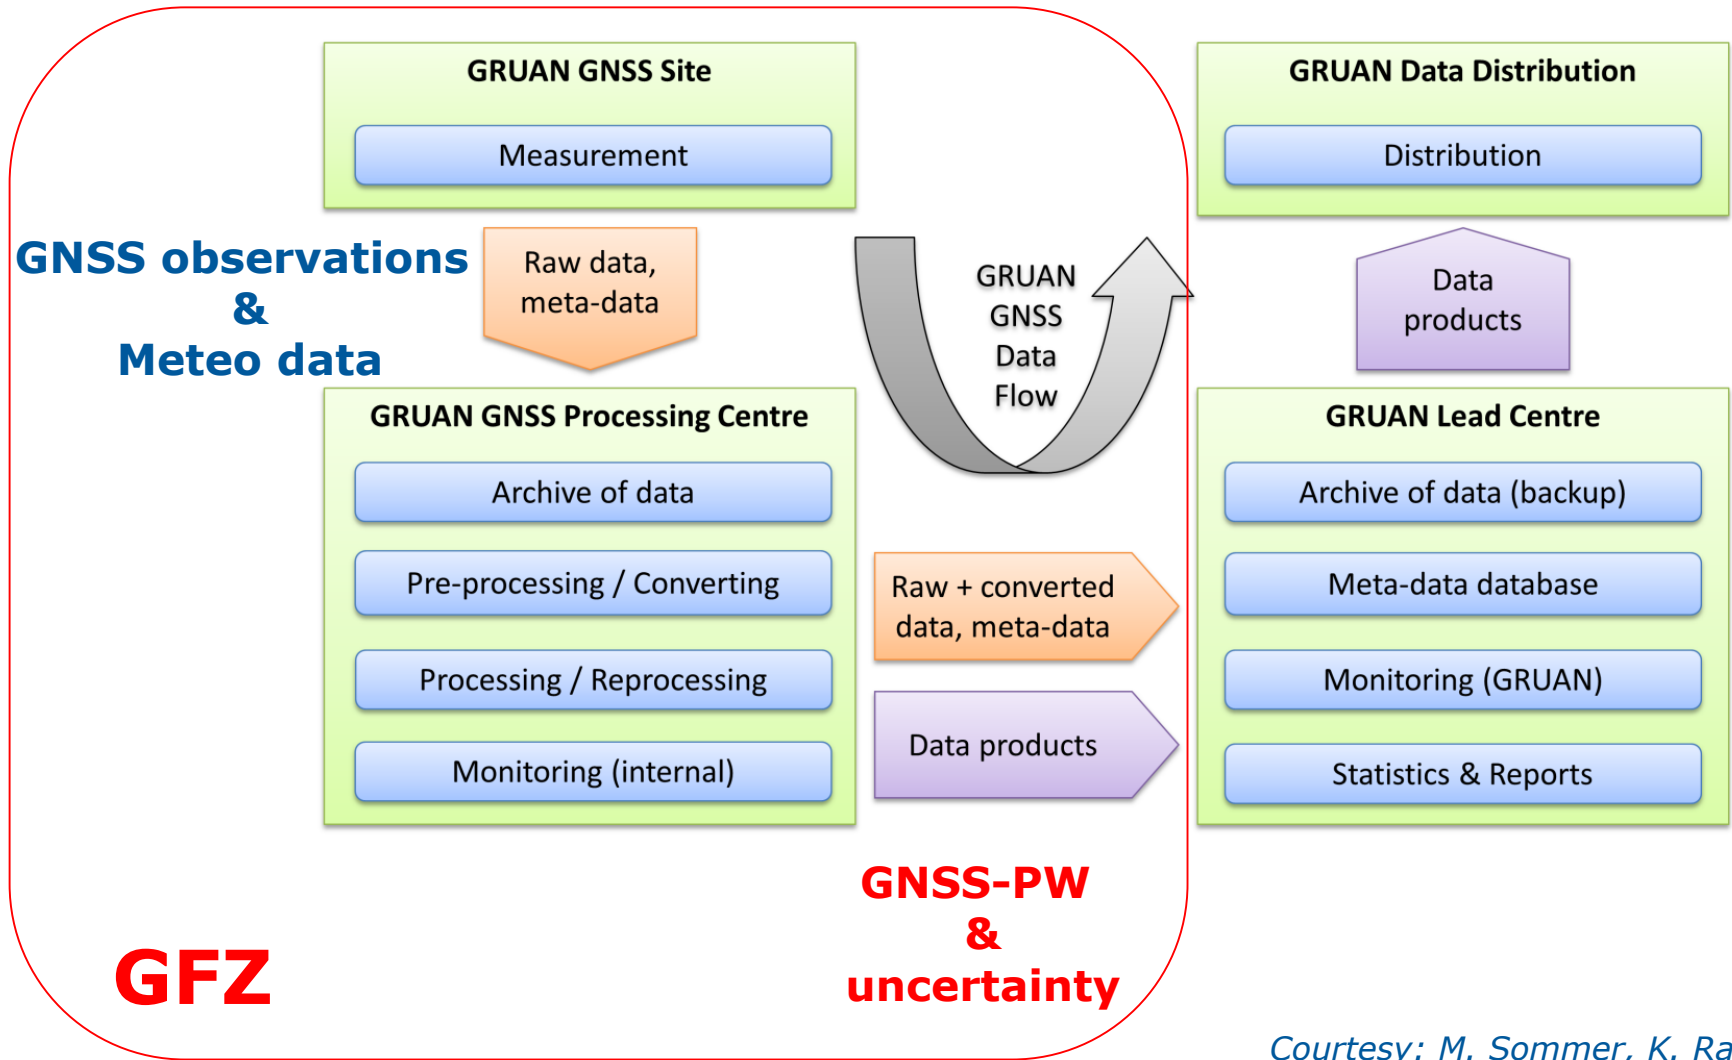 GRUAN GNSS Site
Measurement
GNSS observations
&
Meteo data
Raw data,
meta-data
GRUAN GNSS Processing Centre
Archive of data
Pre-processing / Converting
Processing / Reprocessing
Monitoring (internal)
GRUAN
GNSS
Data
Flow
Raw + converted
data, meta-data
Data products
GNSS-PW
&
uncertainty
GFZ
GRUAN Data Distribution
Distribution
Data
products
GRUAN Lead Centre
Archive of data (backup)
Meta-data database
Monitoring (GRUAN)
Statistics & Reports
Courtesy: M. Sommer, K. Ra